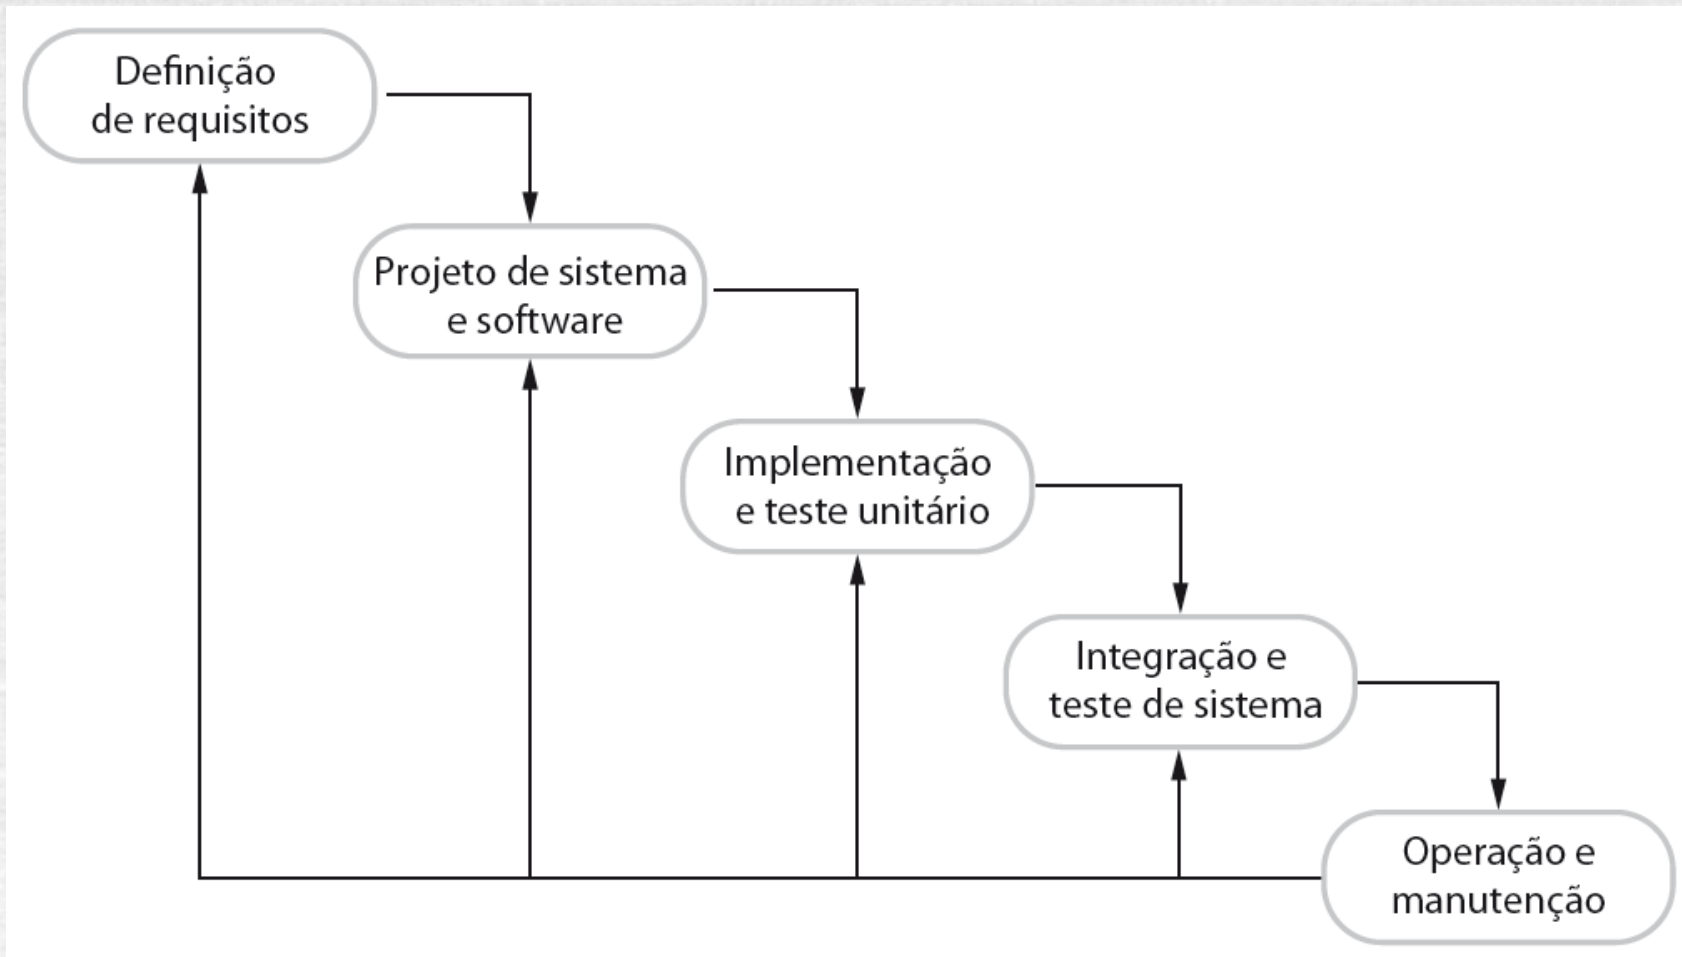 Definição
de requisitos
Projeto de sistema
e software
Implementação
e teste unitário
Integração e
teste de sistema
Operação e
manutenção